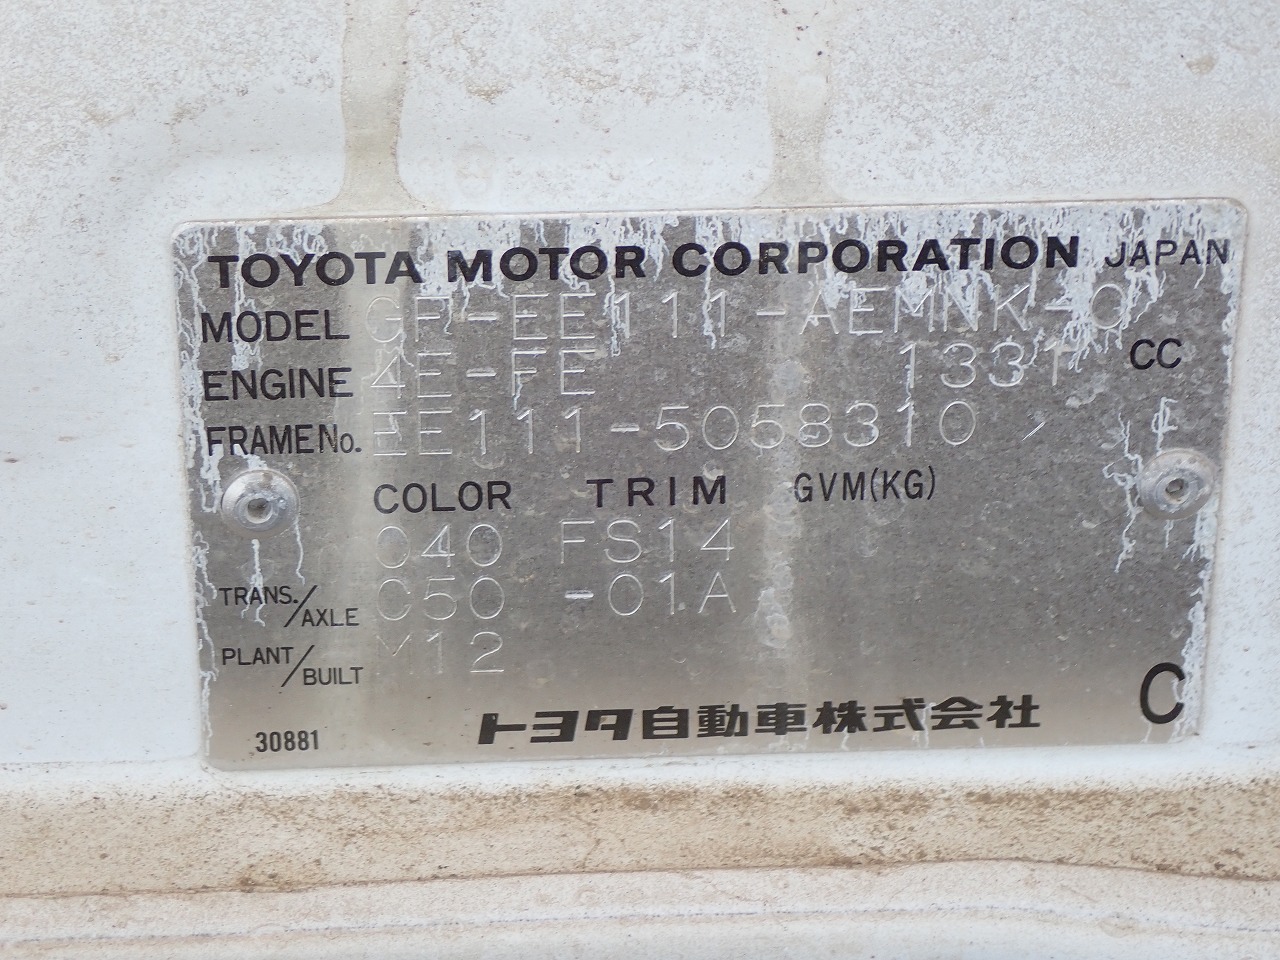 TOYOTA MOTOR CORPORATION JAPAN
MODEL GF-EE111-AEMNK-O
ENGINE 4E-FE 1331 CC
FRAME No. EE111-5058310
COLOR TRIM GVM(KG)
040 FS14
TRANS./AXLE C50 -01A
PLANT/BUILT M12
30881 トヨタ自動車株式会社 C